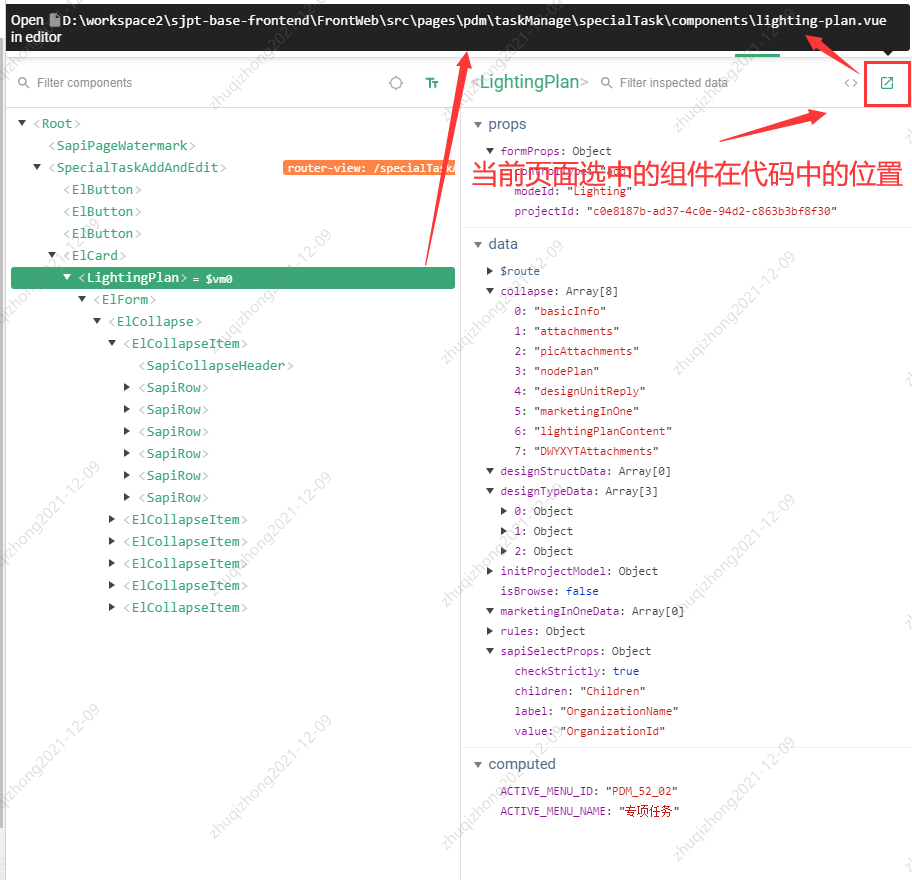 Open D:\workspace2\sjpt-base-frontend\FrontWeb\src\pages\pdm\taskManage\specialTask\components\lighting-plan.vue
in editor
Filter components
Tт
<LightingPlan>
Filter inspected data
<>
<Root>
<SapiPageWatermark>
<SpecialTaskAddAndEdit>
router-view: /specialTask
<ElButton>
<ElButton>
<ElButton>
<ElCard>
<LightingPlan> = $vm0
<ElForm>
<ElCollapse>
<ElCollapseItem>
<SapiCollapseHeader>
<SapiRow>
<SapiRow>
<SapiRow>
<SapiRow>
<SapiRow>
<SapiRow>
<ElCollapseItem>
<ElCollapseItem>
<ElCollapseItem>
<ElCollapseItem>
<ElCollapseItem>
props
formProps: Object
当前页面选中的组件在代码中的位置
modeId: "Lighting"
projectId: "c0e8187b-ad37-4c0e-94d2-c863b3bf8f30"
data
$route
collapse: Array[8]
0: "basicInfo"
1: "attachments"
2: "picAttachments"
3: "nodePlan"
4: "designUnitReply"
5: "marketingInOne"
6: "lightingPlanContent"
7: "DWYXYTAttachments"
designStructData: Array[0]
designTypeData: Array[3]
0: Object
1: Object
2: Object
initProjectModel: Object
isBrowse: false
marketingInOneData: Array[0]
rules: Object
sapiSelectProps: Object
checkStrictly: true
children: "Children"
label: "OrganizationName"
value: "OrganizationId"
computed
ACTIVE_MENU_ID: "PDM_52_02"
ACTIVE_MENU_NAME: "专项任务"
zhuqizhong2021-12-09